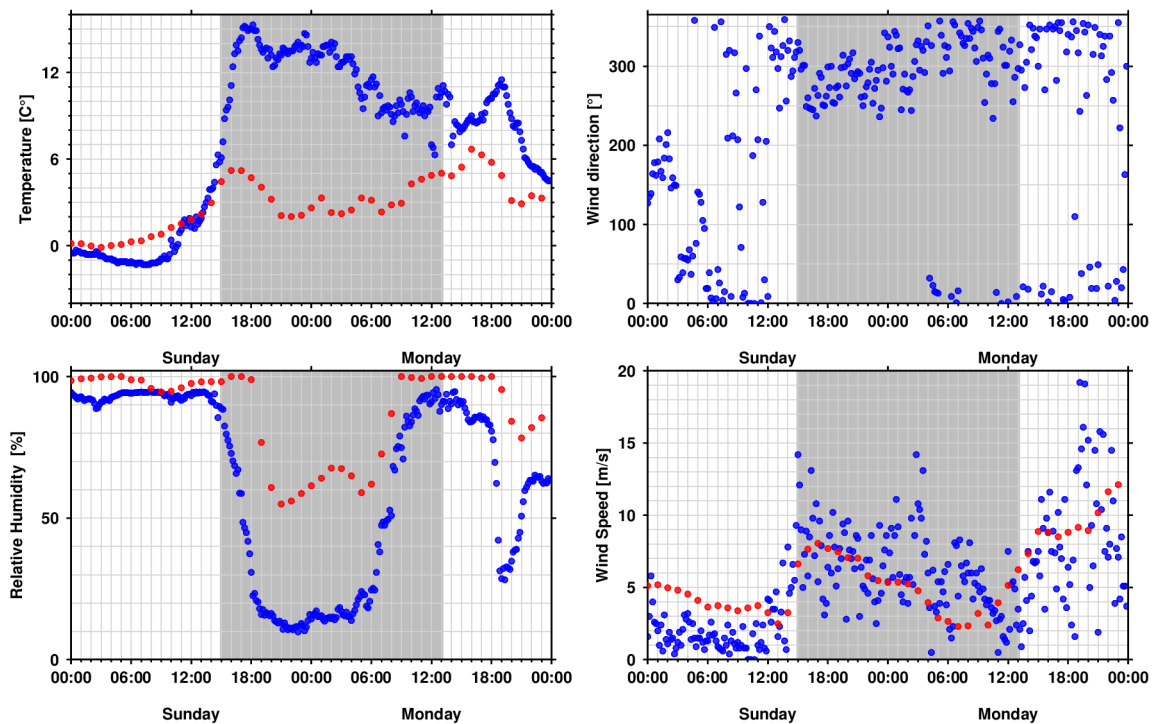 Temperature [C°]
12
6
0
00:00 06:00 12:00 18:00 00:00 06:00 12:00 18:00 00:00
Sunday Monday
Wind direction [°]
300
200
100
0
00:00 06:00 12:00 18:00 00:00 06:00 12:00 18:00 00:00
Sunday Monday
Relative Humidity [%]
100
50
0
00:00 06:00 12:00 18:00 00:00 06:00 12:00 18:00 00:00
Sunday Monday
Wind Speed [m/s]
20
15
10
5
0
00:00 06:00 12:00 18:00 00:00 06:00 12:00 18:00 00:00
Sunday Monday